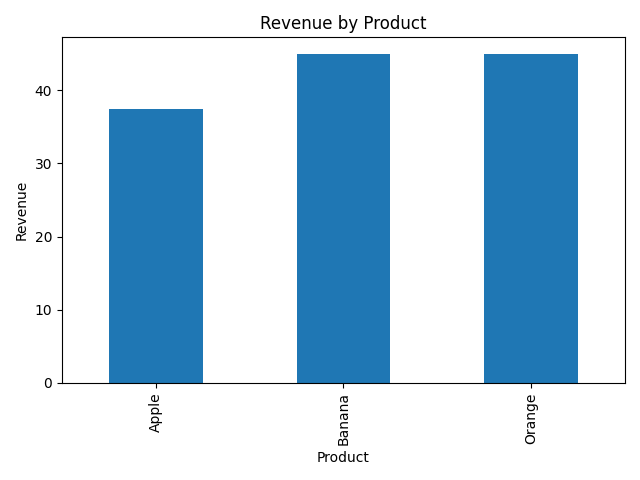 Revenue by Product
Revenue
40
30
20
10
0
Apple
Banana
Orange
Product